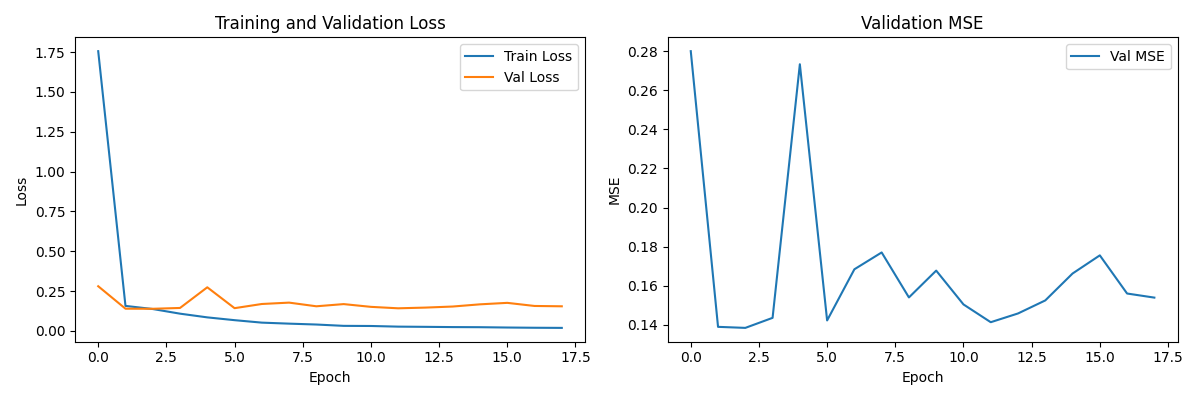 Training and Validation Loss
Train Loss
Val Loss
1.75
1.50
1.25
1.00
0.75
0.50
0.25
0.00
Loss
0.0 2.5 5.0 7.5 10.0 12.5 15.0 17.5
Epoch
Validation MSE
Val MSE
0.28
0.26
0.24
0.22
0.20
0.18
0.16
0.14
MSE
0.0 2.5 5.0 7.5 10.0 12.5 15.0 17.5
Epoch